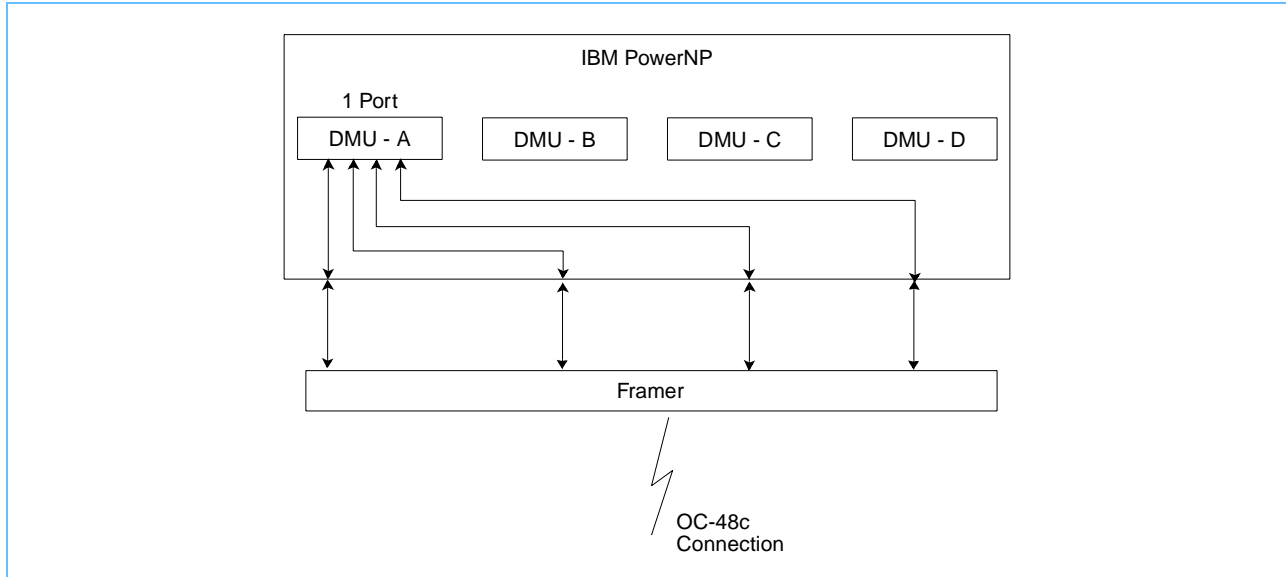 IBM PowerNP
1 Port
DMU - A
DMU - B
DMU - C
DMU - D
Framer
OC-48c
Connection